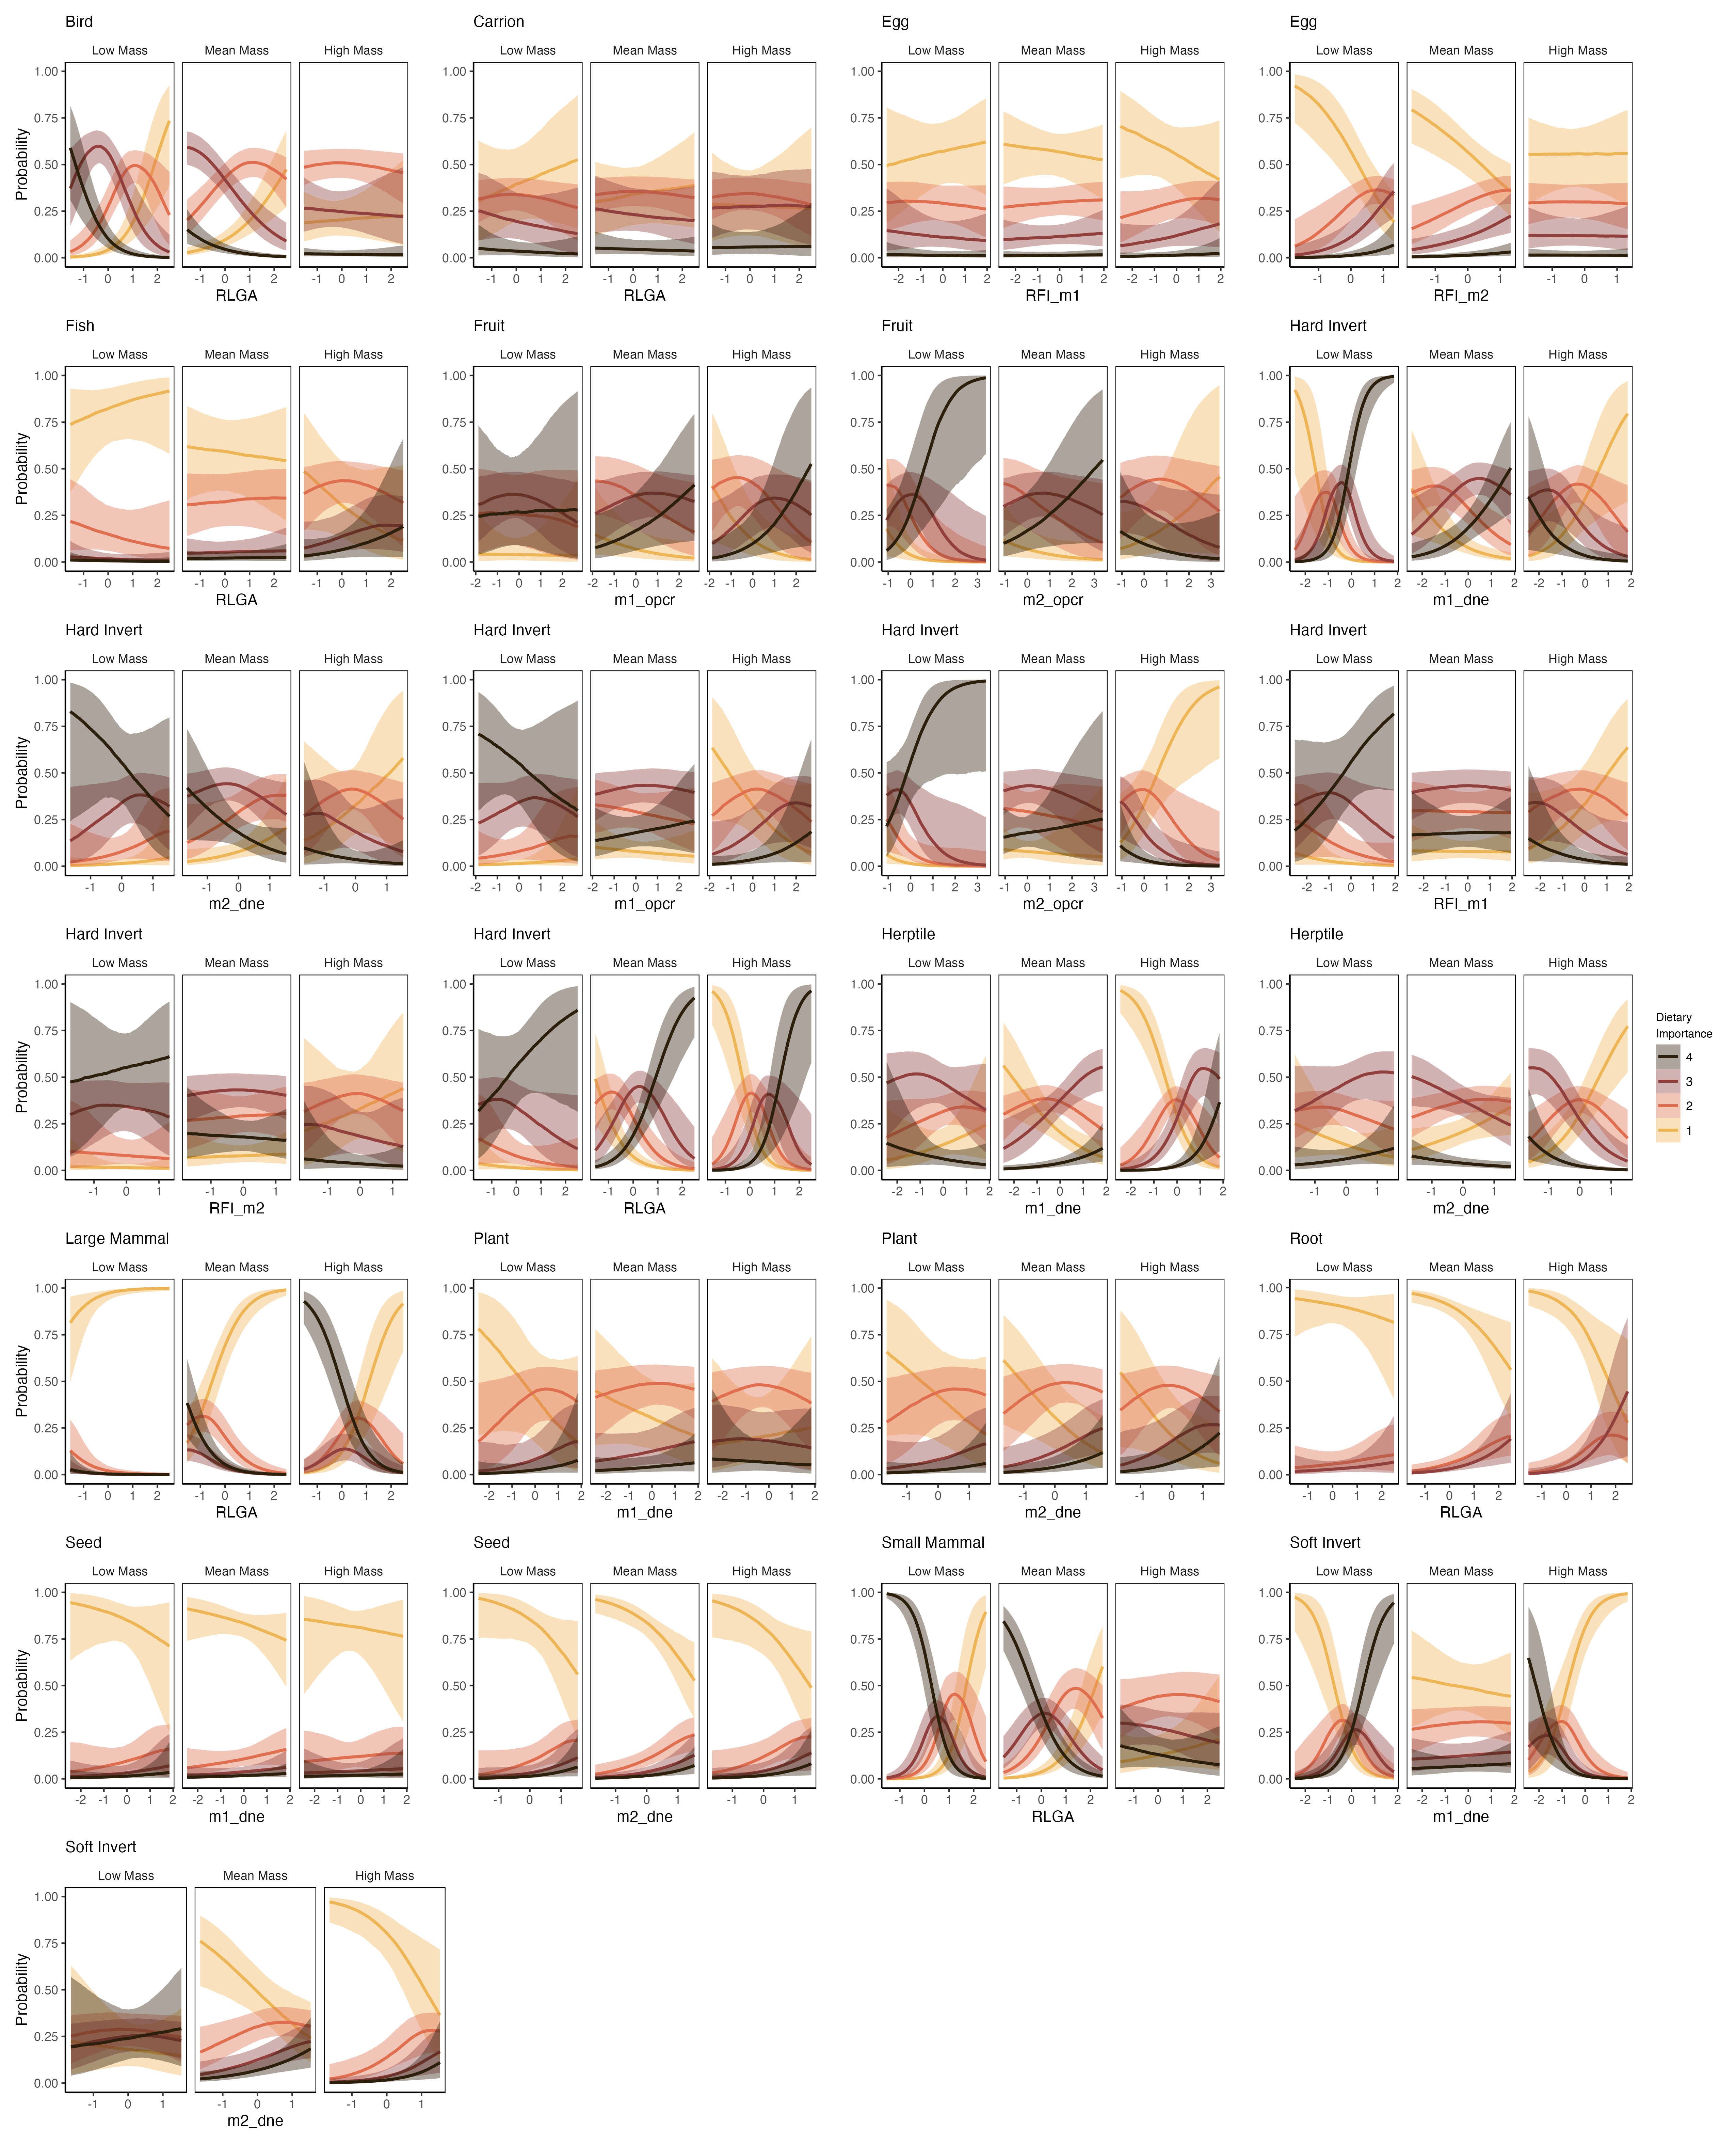 Bird Carrion Egg Egg
Low Mass Mean Mass High Mass Low Mass Mean Mass High Mass Low Mass Mean Mass High Mass Low Mass Mean Mass High Mass
1.00 1.00 1.00 1.00
0.75 0.75 0.75 0.75
Probability
0.50 0.50 0.50 0.50
0.25 0.25 0.25 0.25
0.00 0.00 0.00 0.00
-1 0 1 2 -1 0 1 2 -1 0 1 2 -1 0 1 2 -1 0 1 2 -1 0 1 2 -2 -1 0 1 2 -2 -1 0 1 2 -2 -1 0 1 2 -1 0 1 -1 0 1 -1 0 1
RLGA RLGA RFI_m1 RFI_m2
Fish Fruit Fruit Hard Invert
Low Mass Mean Mass High Mass Low Mass Mean Mass High Mass Low Mass Mean Mass High Mass Low Mass Mean Mass High Mass
1.00 1.00 1.00 1.00
0.75 0.75 0.75 0.75
Probability
0.50 0.50 0.50 0.50
0.25 0.25 0.25 0.25
0.00 0.00 0.00 0.00
-1 0 1 2 -1 0 1 2 -1 0 1 2 -2 -1 0 1 2 -2 -1 0 1 2 -2 -1 0 1 2 -1 0 1 2 3 -1 0 1 2 3 -1 0 1 2 3 -2 -1 0 1 2 -2 -1 0 1 2 -2 -1 0 1 2
RLGA m1_opcr m2_opcr m1_dne
Hard Invert Hard Invert Hard Invert Hard Invert
Low Mass Mean Mass High Mass Low Mass Mean Mass High Mass Low Mass Mean Mass High Mass Low Mass Mean Mass High Mass
1.00 1.00 1.00 1.00
0.75 0.75 0.75 0.75
Probability
0.50 0.50 0.50 0.50
0.25 0.25 0.25 0.25
0.00 0.00 0.00 0.00
-1 0 1 -1 0 1 -1 0 1 -2 -1 0 1 2 -2 -1 0 1 2 -2 -1 0 1 2 -1 0 1 2 3 -1 0 1 2 3 -1 0 1 2 3 -2 -1 0 1 2 -2 -1 0 1 2 -2 -1 0 1 2
m2_dne m1_opcr m2_opcr RFI_m1
Hard Invert Hard Invert Herptile Herptile
Low Mass Mean Mass High Mass Low Mass Mean Mass High Mass Low Mass Mean Mass High Mass Low Mass Mean Mass High Mass
1.00 1.00 1.00 1.00
0.75 0.75 0.75 0.75
Probability
0.50 0.50 0.50 0.50
0.25 0.25 0.25 0.25
0.00 0.00 0.00 0.00
-1 0 1 -1 0 1 -1 0 1 -1 0 1 2 -1 0 1 2 -1 0 1 2 -2 -1 0 1 2 -2 -1 0 1 2 -2 -1 0 1 2 -1 0 1 -1 0 1 -1 0 1
RFI_m2 RLGA m1_dne m2_dne
Dietary
Importance
4
3
2
1
Large Mammal Plant Plant Root
Low Mass Mean Mass High Mass Low Mass Mean Mass High Mass Low Mass Mean Mass High Mass Low Mass Mean Mass High Mass
1.00 1.00 1.00 1.00
0.75 0.75 0.75 0.75
Probability
0.50 0.50 0.50 0.50
0.25 0.25 0.25 0.25
0.00 0.00 0.00 0.00
-1 0 1 2 -1 0 1 2 -1 0 1 2 -2 -1 0 1 2 -2 -1 0 1 2 -2 -1 0 1 2 -1 0 1 -1 0 1 -1 0 1 -1 0 1 2 -1 0 1 2 -1 0 1 2
RLGA m1_dne m2_dne RLGA
Seed Seed Small Mammal Soft Invert
Low Mass Mean Mass High Mass Low Mass Mean Mass High Mass Low Mass Mean Mass High Mass Low Mass Mean Mass High Mass
1.00 1.00 1.00 1.00
0.75 0.75 0.75 0.75
Probability
0.50 0.50 0.50 0.50
0.25 0.25 0.25 0.25
0.00 0.00 0.00 0.00
-2 -1 0 1 2 -2 -1 0 1 2 -2 -1 0 1 2 -1 0 1 -1 0 1 -1 0 1 -1 0 1 2 -1 0 1 2 -1 0 1 2 -2 -1 0 1 2 -2 -1 0 1 2 -2 -1 0 1 2
m1_dne m2_dne RLGA m1_dne
Soft Invert
Low Mass Mean Mass High Mass
1.00
0.75
Probability
0.50
0.25
0.00
-1 0 1 -1 0 1 -1 0 1
m2_dne